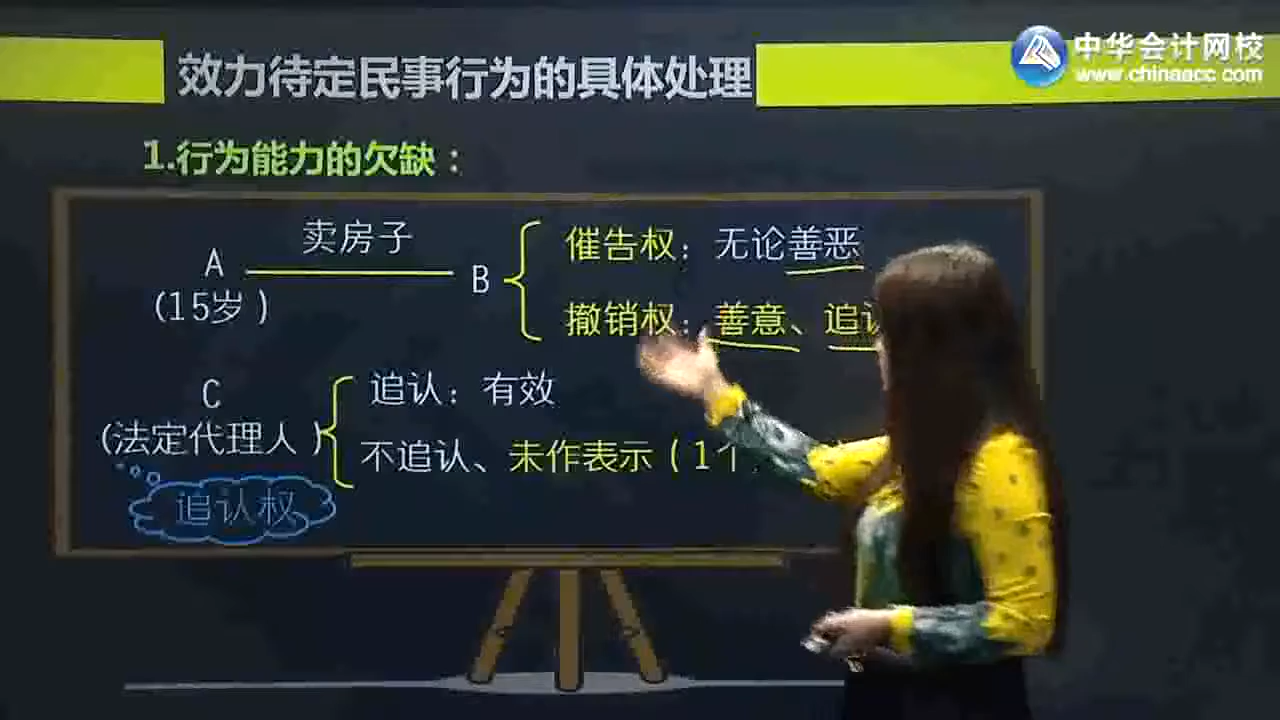 中华会计网校
www.chinaacc.com
效力待定民事行为的具体处理
1.行为能力的欠缺：
卖房子
A
(15岁 )
B
催告权：无论善恶
撤销权：善意、追认
C
(法定代理人 )
追认：有效
不追认、未作表示（1个
追认权